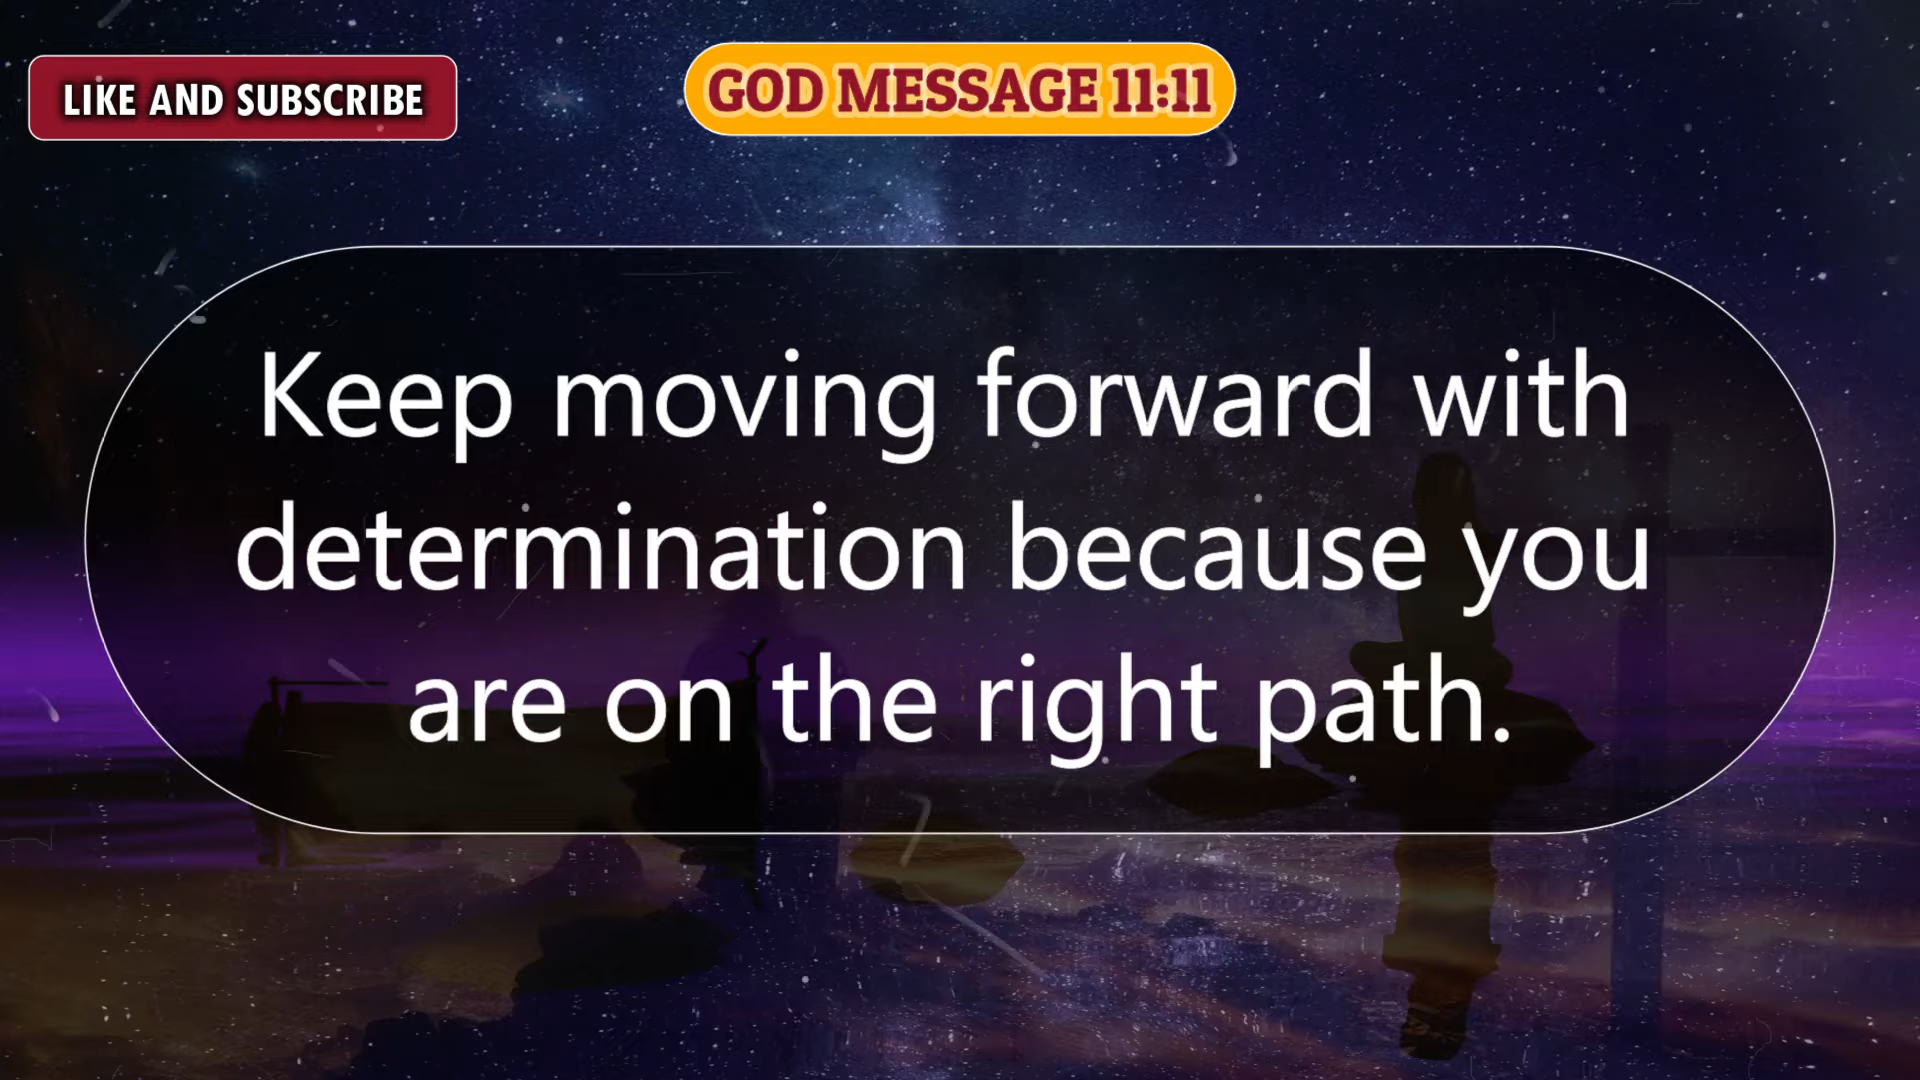 LIKE AND SUBSCRIBE
GOD MESSAGE 11:11
Keep moving forward with
determination because you
are on the right path.